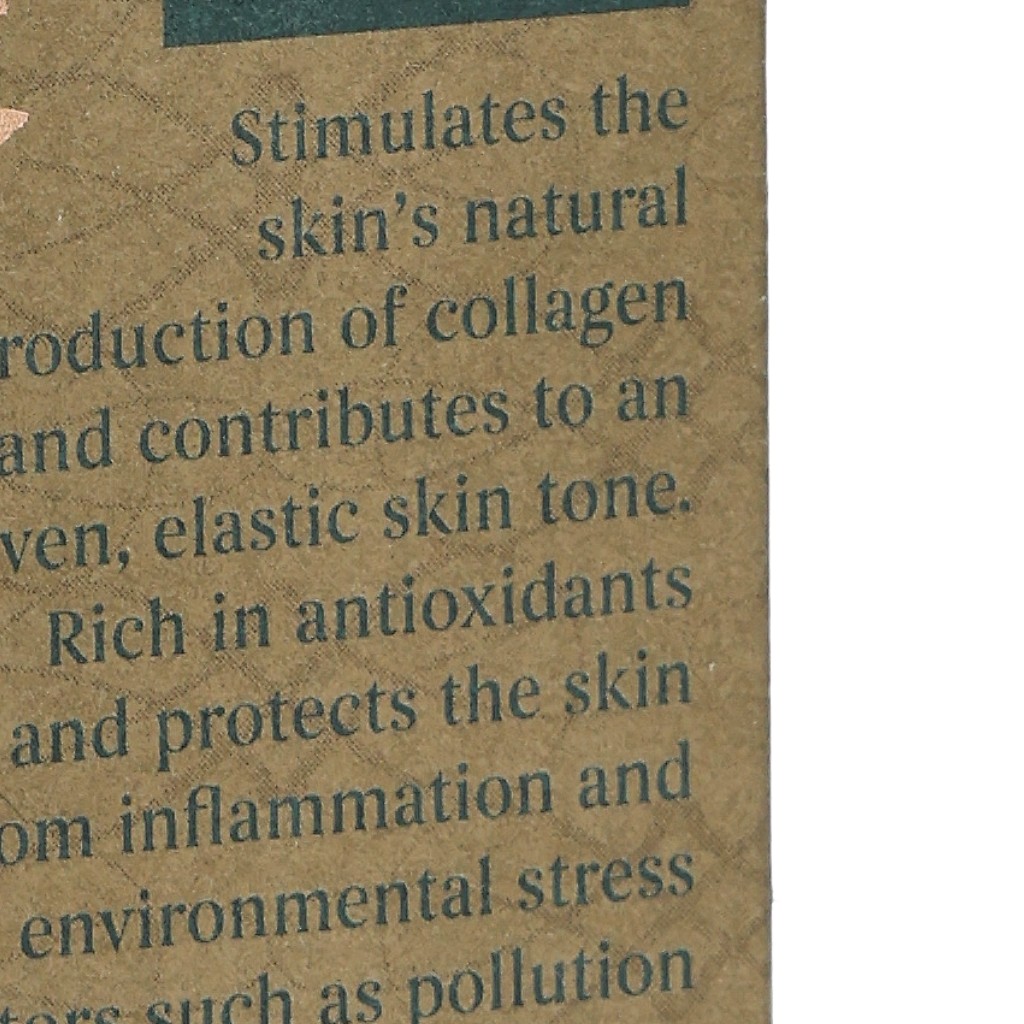 Stimulates the
skin's natural
roduction of collagen
and contributes to an
ven, elastic skin tone.
Rich in antioxidants
and protects the skin
om inflammation and
environmental stress
tors such as pollution